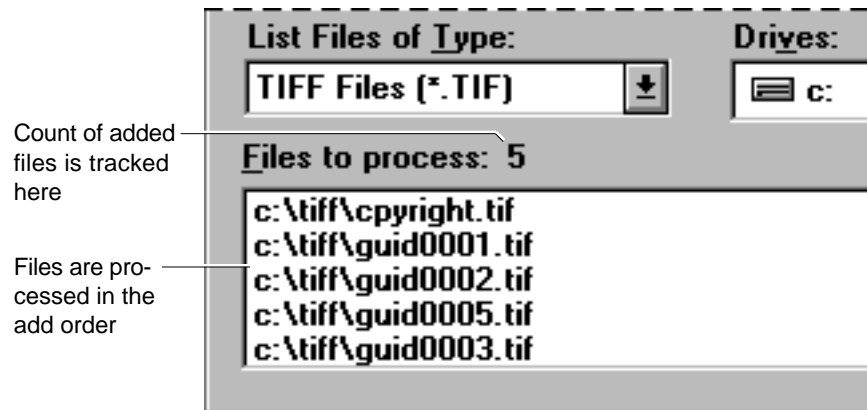 List Files of Type:
Drives:
TIFF Files (*.TIF)
c:
Count of added
files is tracked
here
Files to process: 5
c:\tiff\cpyright.tif
c:\tiff\guid0001.tif
c:\tiff\guid0002.tif
c:\tiff\guid0005.tif
c:\tiff\guid0003.tif
Files are pro-
cessed in the
add order